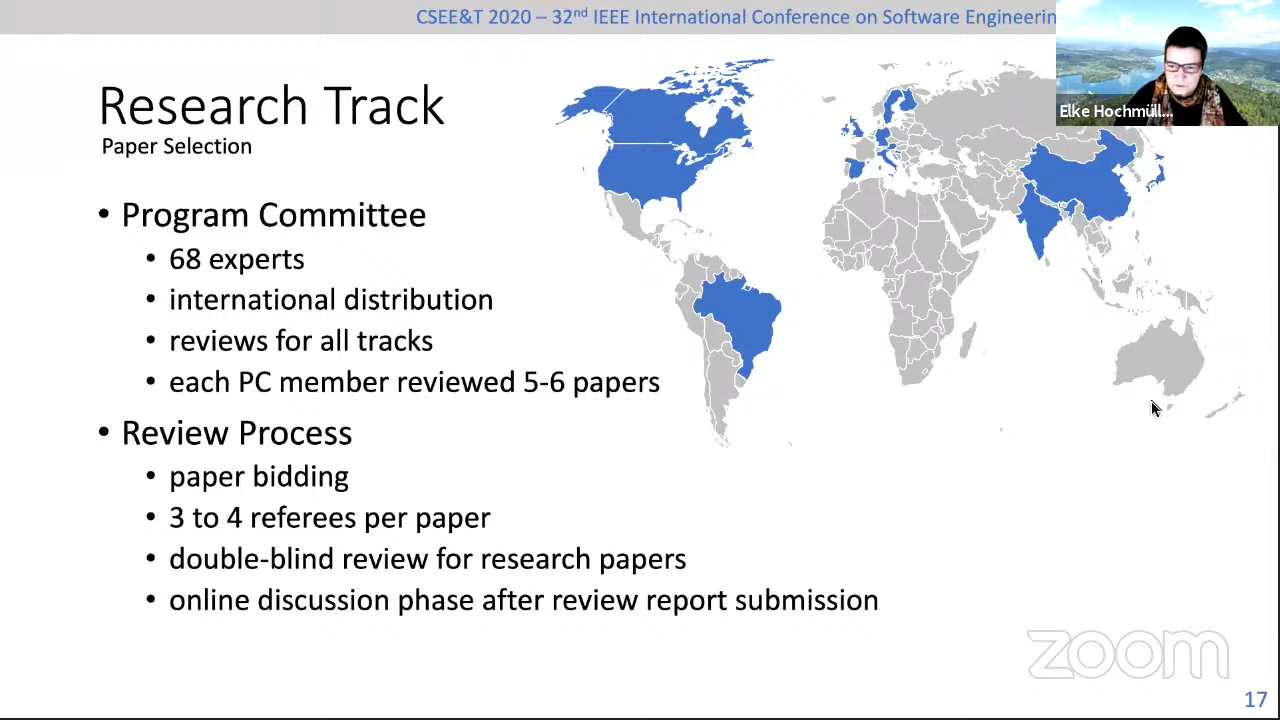 CSEE&T 2020 – 32nd IEEE International Conference on Software Engineerin
Elke Hochmüll...
Research Track
Paper Selection
• Program Committee
• 68 experts
• international distribution
• reviews for all tracks
• each PC member reviewed 5-6 papers
• Review Process
• paper bidding
• 3 to 4 referees per paper
• double-blind review for research papers
• online discussion phase after review report submission
zoom
17